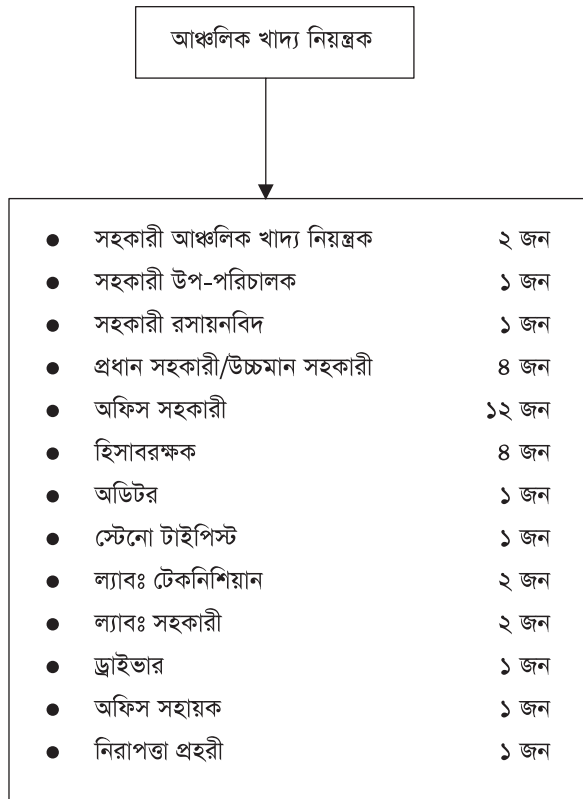 আঞ্চলিক খাদ্য নিয়ন্ত্রক
● সহকারী আঞ্চলিক খাদ্য নিয়ন্ত্রক ২ জন
● সহকারী উপ-পরিচালক ১ জন
● সহকারী রসায়নবিদ ১ জন
● প্রধান সহকারী/উচ্চমান সহকারী ৪ জন
● অফিস সহকারী ১২ জন
● হিসাবরক্ষক ৪ জন
● অডিটর ১ জন
● স্টেনো টাইপিস্ট ১ জন
● ল্যাবঃ টেকনিশিয়ান ২ জন
● ল্যাবঃ সহকারী ২ জন
● ড্রাইভার ১ জন
● অফিস সহায়ক ১ জন
● নিরাপত্তা প্রহরী ১ জন